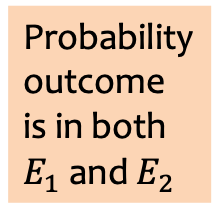 Probability
outcome
is in both
E₁ and E₂